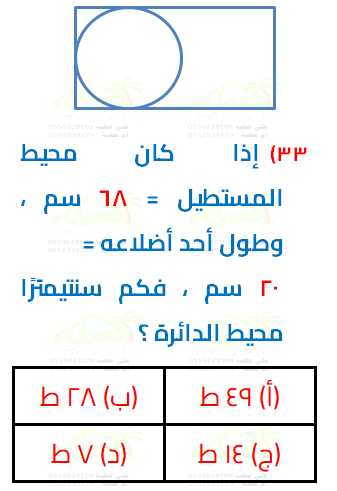 ٣٣) إذا كان محيط
المستطيل = ٦٨ سم ،
وطول أحد أضلاعه =
٢٠ سم ، فكم سنتيمترًا
محيط الدائرة ؟
(أ) ٤٩ ط
(ب) ٢٨ ط
(ج) ١٤ ط
(د) ٧ ط